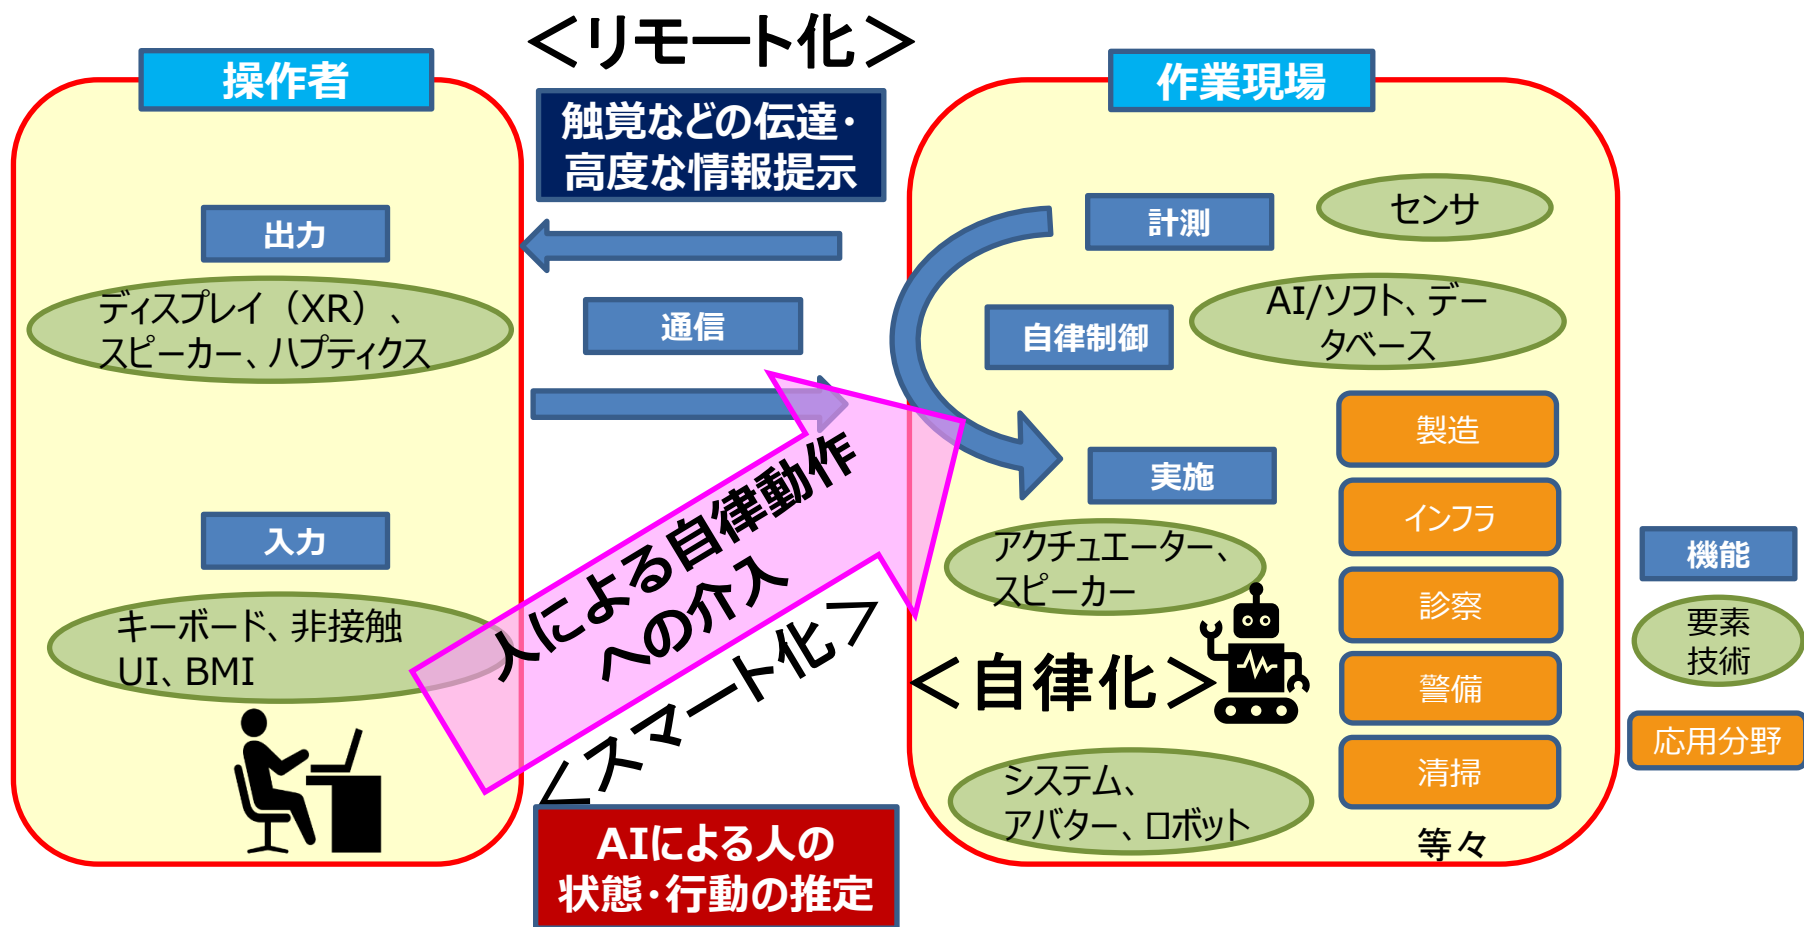 ＜リモート化＞
操作者
作業現場
触覚などの伝達・
高度な情報提示
出力
ディスプレイ（XR）、
スピーカー、ハプティクス
通信
入力
キーボード、非接触
UI、BMI
人による自律動作
への介入
＜スマート化＞
AIによる人の
状態・行動の推定
計測
センサ
自律制御
AI/ソフト、デー
タベース
実施
アクチュエーター、
スピーカー
＜自律化＞
システム、
アバター、ロボット
製造
インフラ
診察
警備
清掃
等々
機能
要素
技術
応用分野